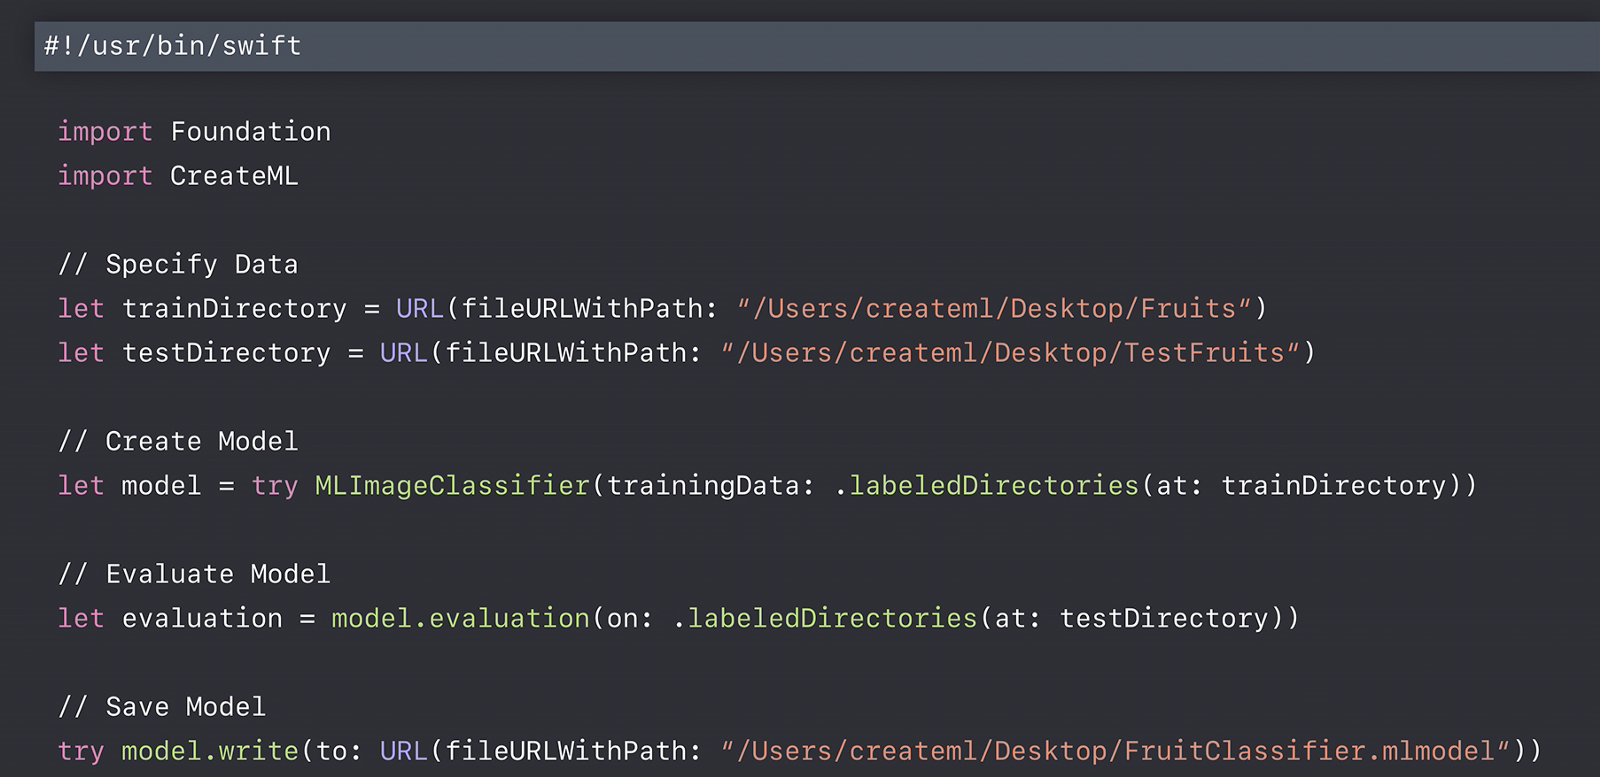 #!/usr/bin/swift
import Foundation
import CreateML
// Specify Data
let trainDirectory = URL(fileURLWithPath: “/Users/createml/Desktop/Fruits“)
let testDirectory = URL(fileURLWithPath: “/Users/createml/Desktop/TestFruits“)
// Create Model
let model = try MLImageClassifier(trainingData: .labeledDirectories(at: trainDirectory))
// Evaluate Model
let evaluation = model.evaluation(on: .labeledDirectories(at: testDirectory))
// Save Model
try model.write(to: URL(fileURLWithPath: “/Users/createml/Desktop/FruitClassifier.mlmodel“))